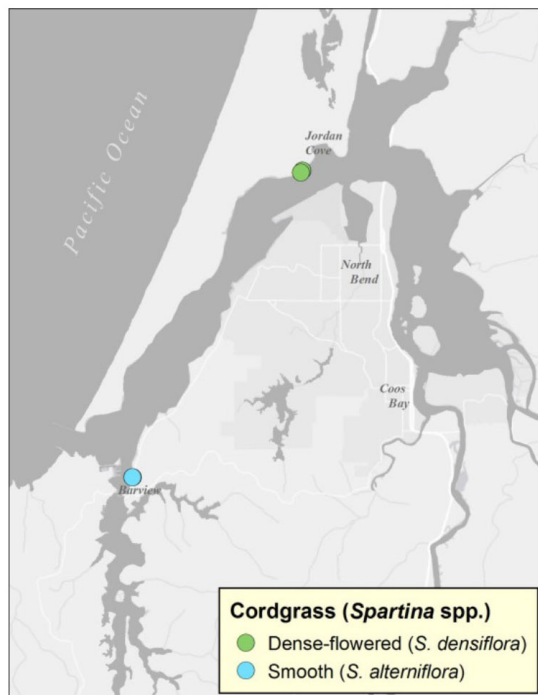 Pacific Ocean
Jordan
Cove
North
Bend
Coos
Bay
Barview
Cordgrass (Spartina spp.)
Dense-flowered (S. densiflora)
Smooth (S. alterniflora)